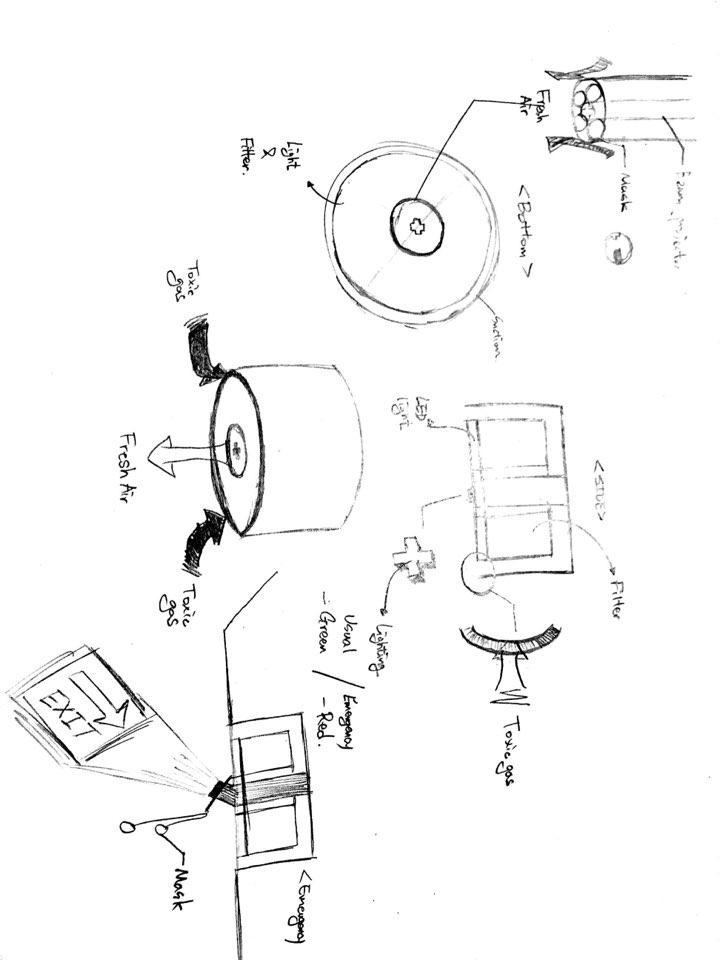 Foam projector
Mask
Fresh
Air
<Bottom>
Suction
Light
&
Filter.
<SIDE>
Filter
LED
light
Lighting
Toxic gas
Toxic
gas
Fresh Air
Toxic
gas
Usual / Emergency
- Green - Red.
<Emergency
EXIT
Mask